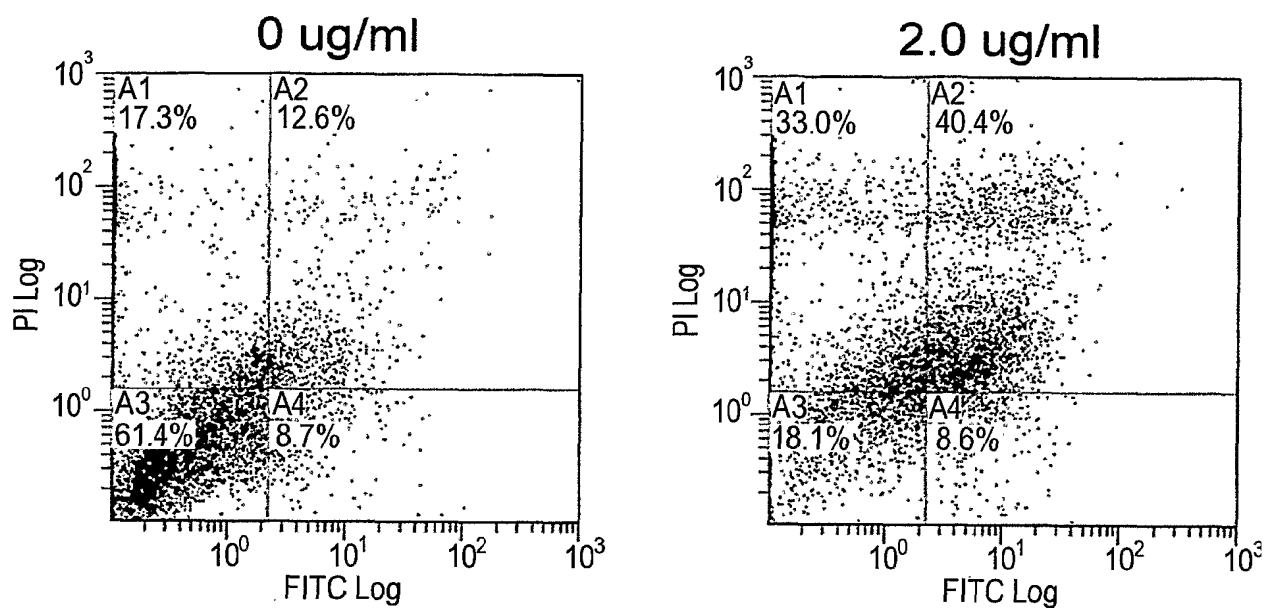 0 ug/ml
10³
A1
17.3%
A2
12.6%
10²
10¹
10⁰
A3
61.4%
A4
8.7%
PI Log
10⁰ 10¹ 10² 10³
FITC Log
2.0 ug/ml
10³
A1
33.0%
A2
40.4%
10²
10¹
10⁰
A3
18.1%
A4
8.6%
PI Log
10⁰ 10¹ 10² 10³
FITC Log